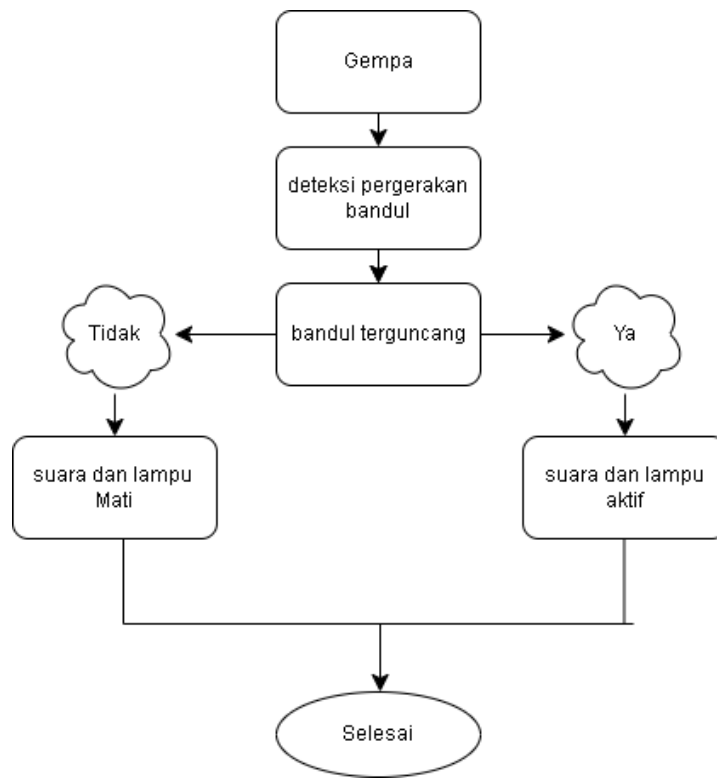 Gempa
deteksi pergerakan
bandul
Tidak
bandul terguncang
Ya
suara dan lampu
Mati
suara dan lampu
aktif
Selesai